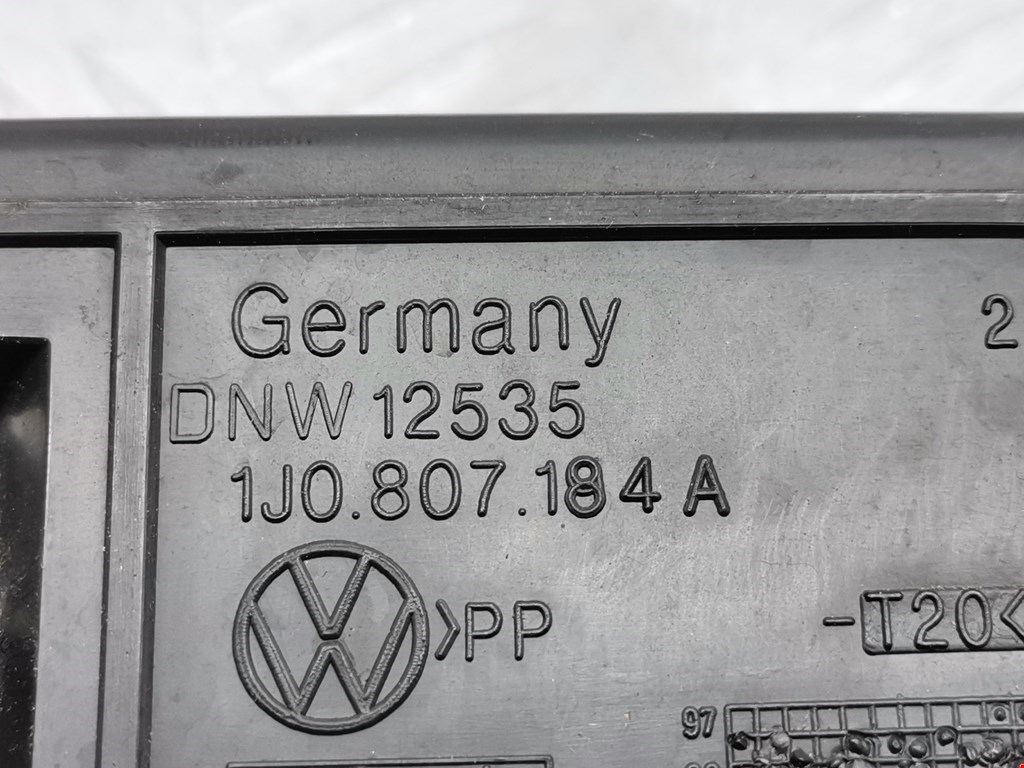 Germany 2
DNW 12535
1J0.807.184 A
>PP -T20<
97